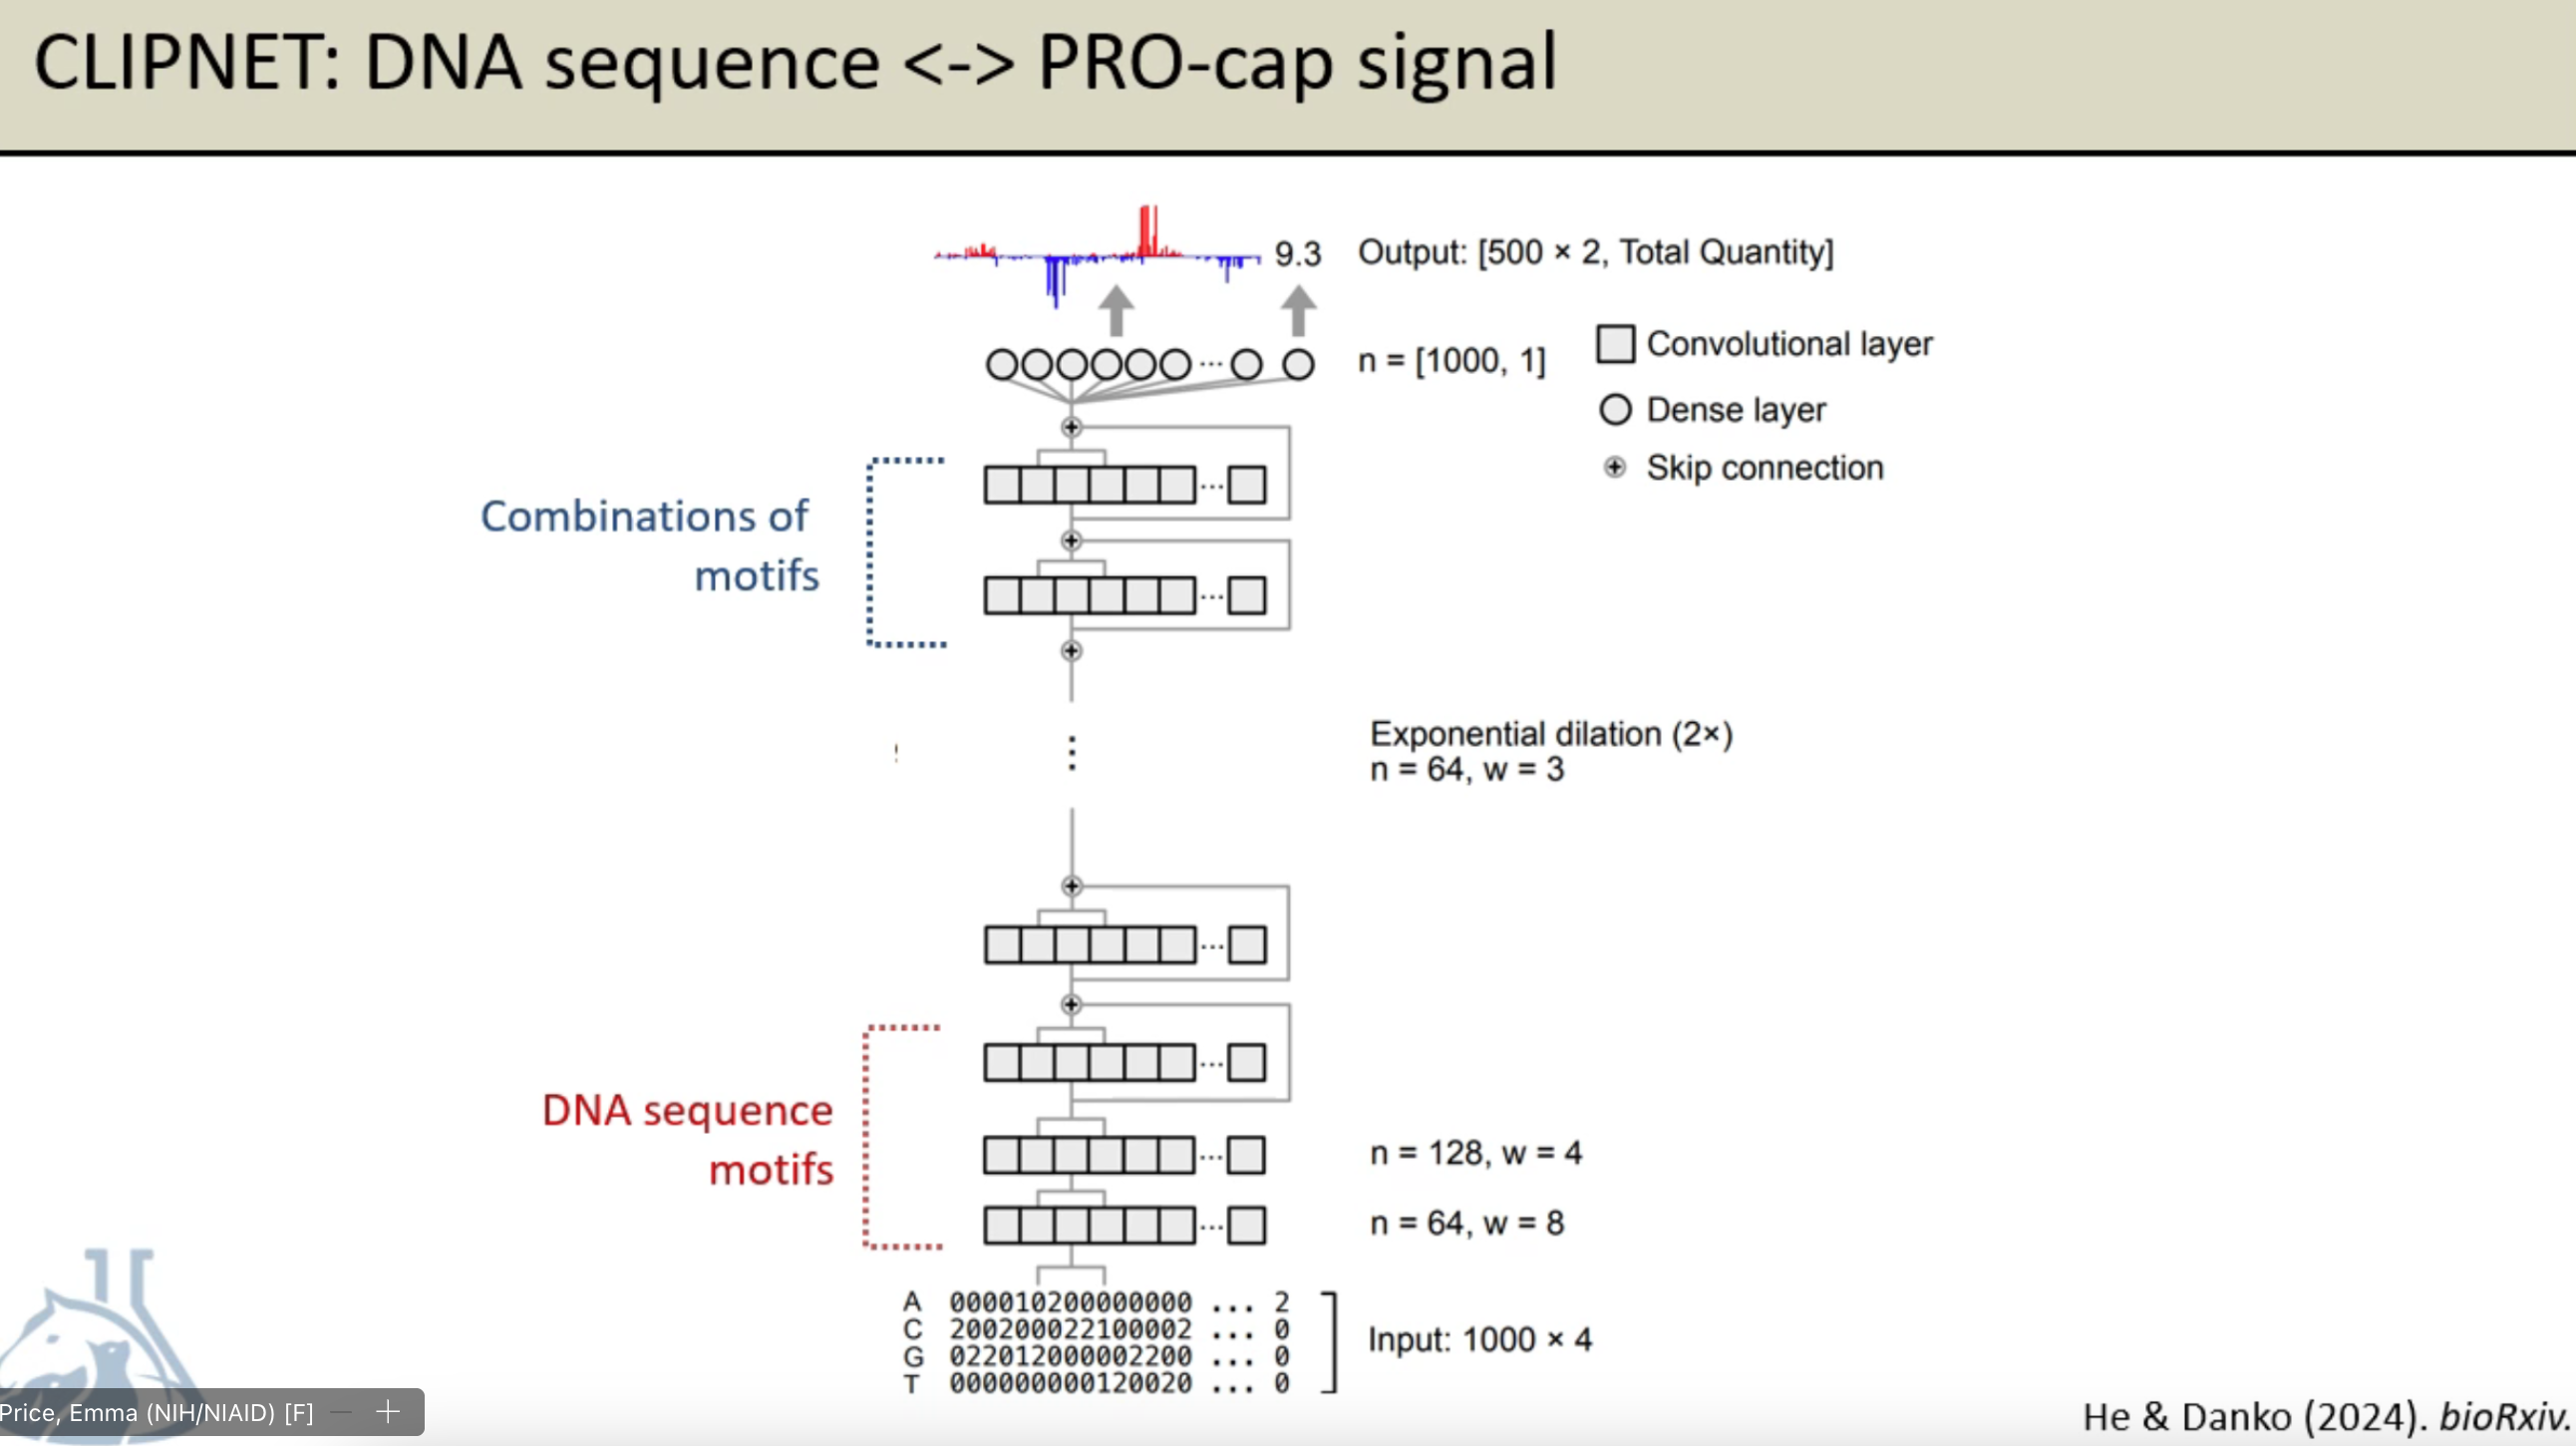 CLIPNET: DNA sequence <-> PRO-cap signal
9.3 Output: [500 × 2, Total Quantity]
n = [1000, 1]
Convolutional layer
Dense layer
Skip connection
Combinations of
motifs
Exponential dilation (2×)
n = 64, w = 3
DNA sequence
motifs
n = 128, w = 4
n = 64, w = 8
A 000010200000000 ... 2
C 200200022100002 ... 0
G 022012000002200 ... 0
T 000000000120020 ... 0
Input: 1000 × 4
Price, Emma (NIH/NIAID) [F]
He & Danko (2024). bioRxiv.